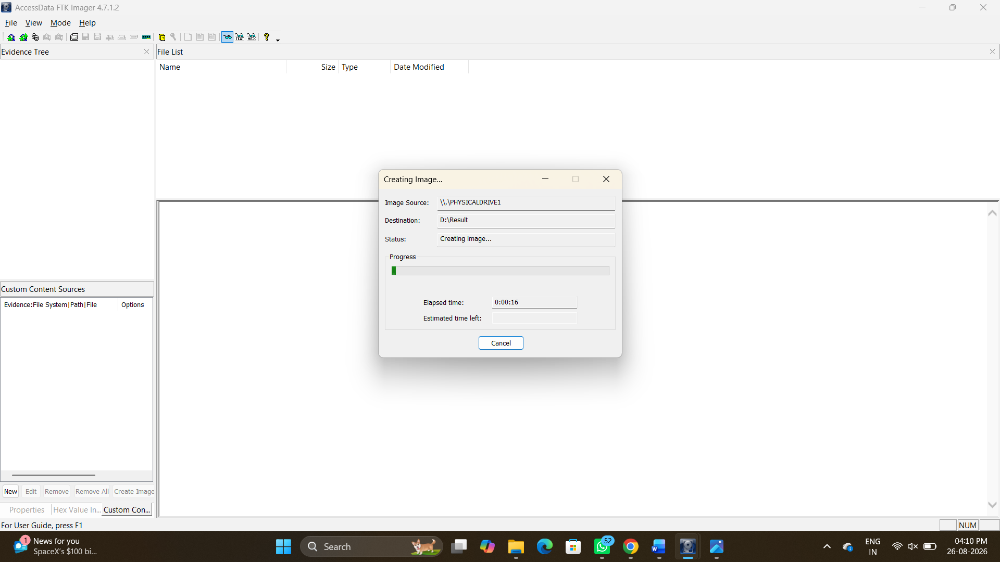 AccessData FTK Imager 4.7.1.2
File View Mode Help
TEXT HEX
Evidence Tree
File List
Name Size Type Date Modified
Creating Image...
Image Source: \\.\PHYSICALDRIVE1
Destination: D:\Result
Status: Creating image...
Progress
Elapsed time: 0:00:16
Estimated time left:
Cancel
Custom Content Sources
Evidence:File System|Path|File Options
New Edit Remove Remove All Create Image
Properties Hex Value In... Custom Con...
For User Guide, press F1
NUM
1
News for you
SpaceX's $100 bi...
Search
52
W
ENG
IN
04:10 PM
26-08-2026